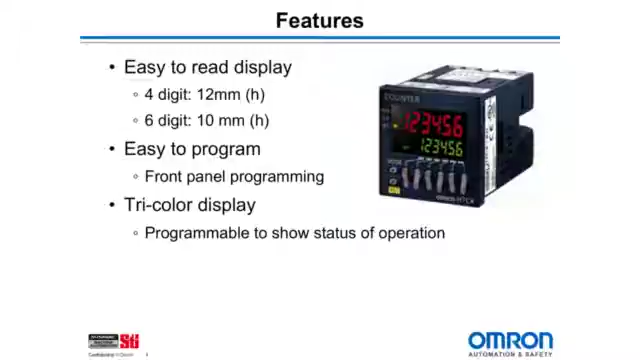 Features
• Easy to read display
◦ 4 digit: 12mm (h)
◦ 6 digit: 10 mm (h)
• Easy to program
◦ Front panel programming
• Tri-color display
◦ Programmable to show status of operation
COUNTER
123456
123456
omron H7CX
STI
OMRON
AUTOMATION & SAFETY